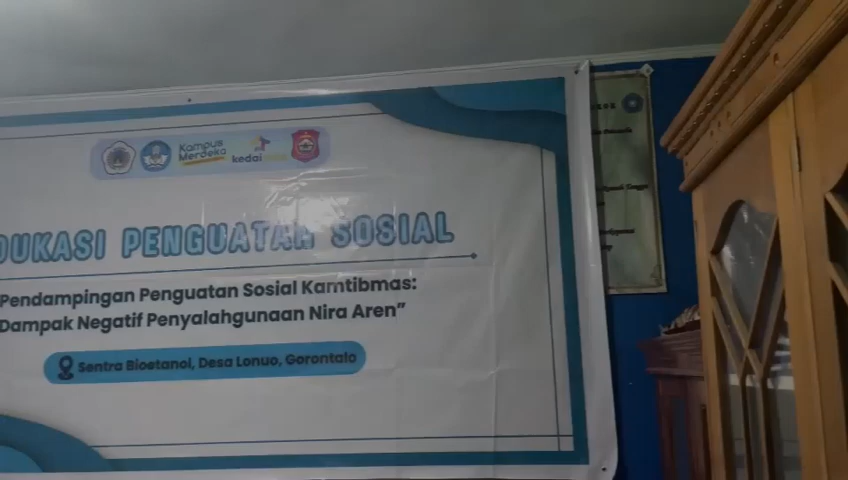 Kampus
Merdeka
kedai
DUKASI PENGUATAN SOSIAL
Pendampingan Penguatan Sosial Kamtibmas:
Dampak Negatif Penyalahgunaan Nira Aren”
Sentra Bioetanol, Desa Lonuo, Gorontalo